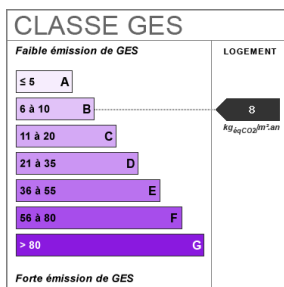 CLASSE GES
Faible émission de GES
LOGEMENT
≤ 5 A
6 à 10 B
8
kgéqCO2/m².an
11 à 20 C
21 à 35 D
36 à 55 E
56 à 80 F
> 80 G
Forte émission de GES